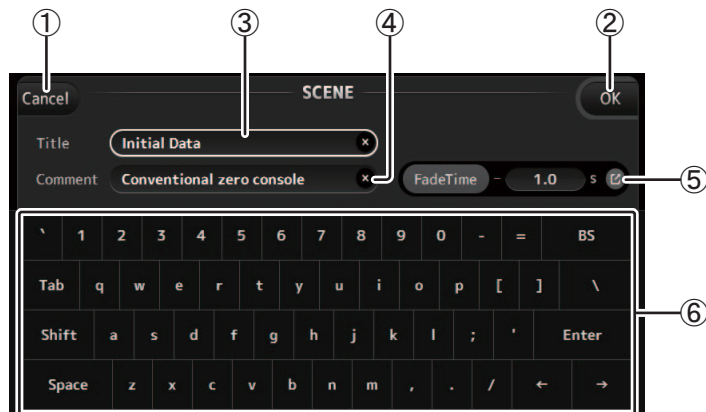 ① ③ ④ ②
Cancel SCENE OK
Title Initial Data ×
Comment Conventional zero console × FadeTime – 1.0 s ⑤
` 1 2 3 4 5 6 7 8 9 0 - = BS
Tab q w e r t y u i o p [ ] \
⑥
Shift a s d f g h j k l ; ' Enter
Space z x c v b n m , . / ← →